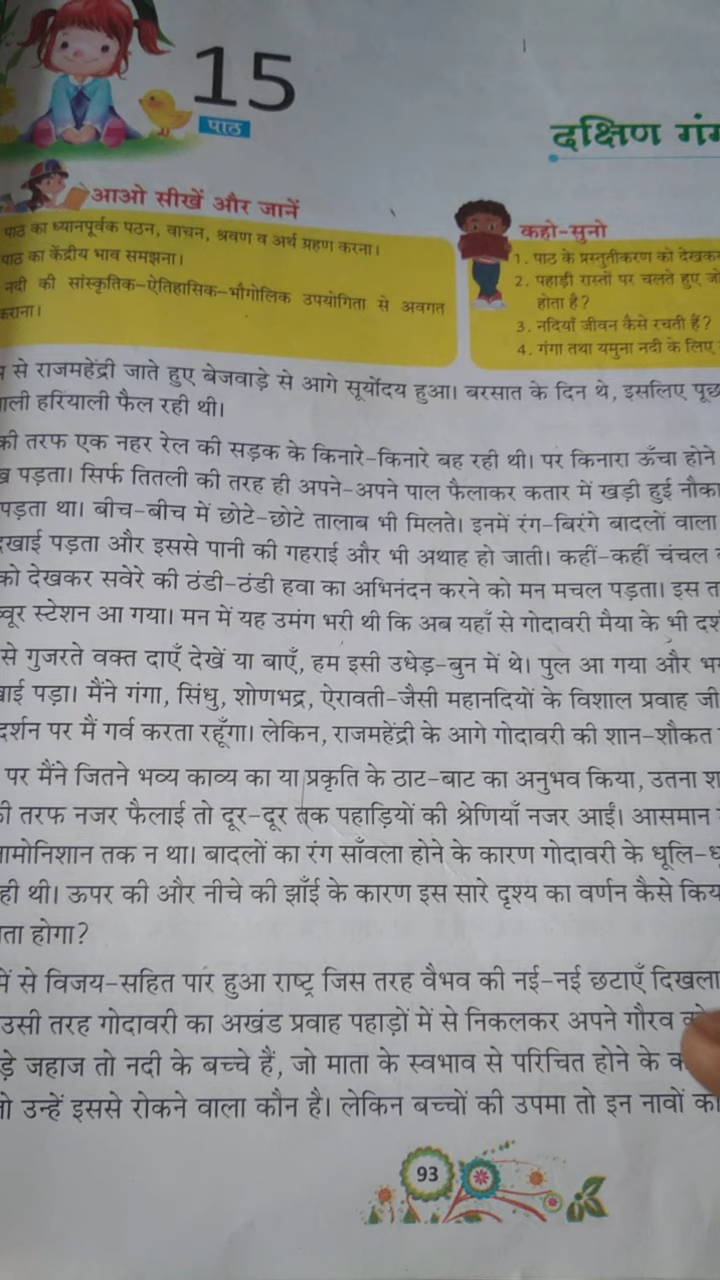 15
पाठ
दक्षिण
आओ सीखें और जानें
पाठ का ध्यानपूर्वक पठन, वाचन, श्रवण व अर्थ ग्रहण करना।
पाठ का केंद्रीय भाव समझना।
नदी की सांस्कृतिक-ऐतिहासिक-भौगोलिक उपयोगिता से अवगत
कराना।
कहो-सुनो
1. पाठ के प्रस्तुतीकरण को देखकर
2. पहाड़ी रास्तों पर चलते हुए जो
होता है?
3. नदियाँ जीवन कैसे रचती हैं?
4. गंगा तथा यमुना नदी के लिए
से राजमहेंद्री जाते हुए बेजवाड़े से आगे सूर्योदय हुआ। बरसात के दिन थे, इसलिए
हरियाली फैल रही थी।
की तरफ एक नहर रेल की सड़क के किनारे-किनारे बह रही थी। पर किनारा ऊँचा होने
पड़ता। सिर्फ तितली की तरह ही अपने-अपने पाल फैलाकर कतार में खड़ी हुई
पड़ता था। बीच-बीच में छोटे-छोटे तालाब भी मिलते। इनमें रंग-बिरंगे बादलों वाला
पड़ता और इससे पानी की गहराई और भी अथाह हो जाती। कहीं-कहीं चंचल
को देखकर सवेरे की ठंडी-ठंडी हवा का अभिनंदन करने को मन मचल पड़ता। इस
स्टेशन आ गया। मन में यह उमंग भरी थी कि अब यहाँ से गोदावरी मैया के भी
से गुजरते वक्त दाएँ देखें या बाएँ, हम इसी उधेड़-बुन में थे। पुल आ गया और
पड़ा। मैंने गंगा, सिंधु, शोणभद्र, ऐरावती-जैसी महानदियों के विशाल प्रवाह
दर्शन पर मैं गर्व करता रहूँगा। लेकिन, राजमहेंद्री के आगे गोदावरी की शान-शौकत
पर मैंने जितने भव्य काव्य का या प्रकृति के ठाट-बाट का अनुभव किया, उतना
तरफ नजर फैलाई तो दूर-दूर तक पहाड़ियों की श्रेणियाँ नजर आईं। आसमान
तक न था। बादलों का रंग साँवला होने के कारण गोदावरी के
थी। ऊपर की और नीचे की झाँई के कारण इस सारे दृश्य का वर्णन कैसे
होगा?
में से विजय-सहित पार हुआ राष्ट्र जिस तरह वैभव की नई-नई छटाएँ
उसी तरह गोदावरी का अखंड प्रवाह पहाड़ों में से निकलकर अपने गौरव
जहाज तो नदी के बच्चे हैं, जो माता के स्वभाव से परिचित होने के
उन्हें इससे रोकने वाला कौन है। लेकिन बच्चों की उपमा तो इन नावों
93